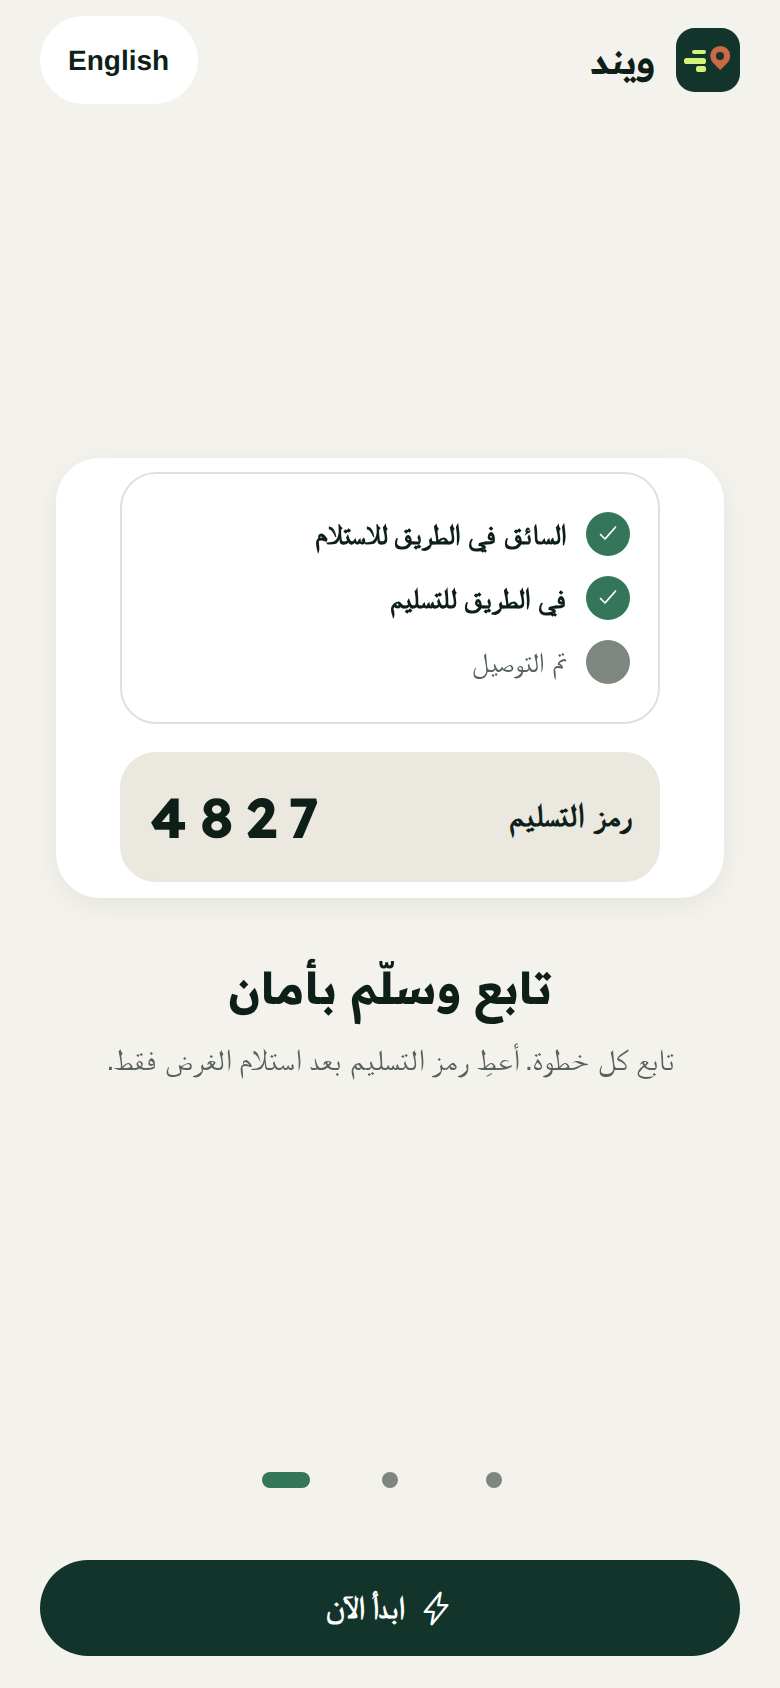 ويند
English
السائق في الطريق للاستلام
في الطريق للتسليم
تم التوصيل
رمز التسليم
4827
تابع وسلّم بأمان
تابع كل خطوة. أعطِ رمز التسليم بعد استلام الغرض فقط.
ابدأ الآن